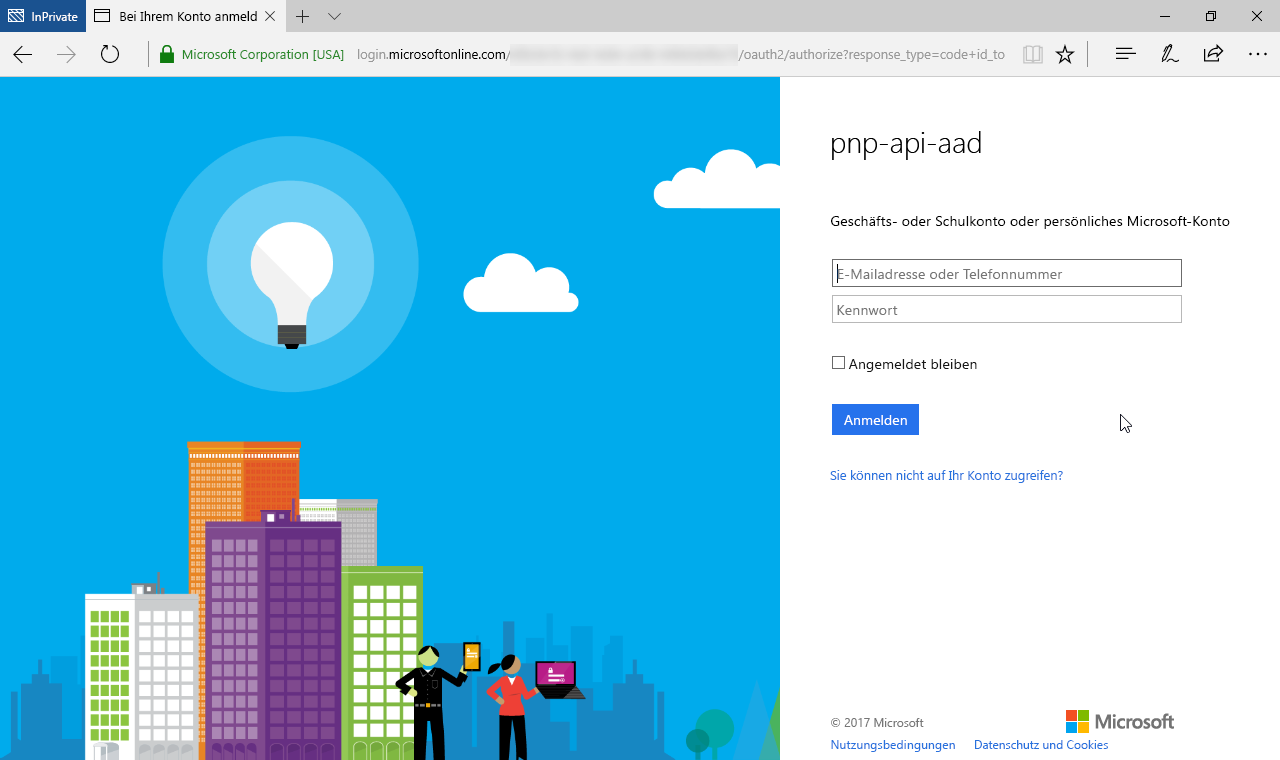 InPrivate
Bei Ihrem Konto anmeld
Microsoft Corporation [USA]
login.microsoftonline.com/
/oauth2/authorize?response_type=code+id_to
pnp-api-aad
Geschäfts- oder Schulkonto oder persönliches Microsoft-Konto
E-Mailadresse oder Telefonnummer
Kennwort
Angemeldet bleiben
Anmelden
Sie können nicht auf Ihr Konto zugreifen?
© 2017 Microsoft
Microsoft
Nutzungsbedingungen
Datenschutz und Cookies